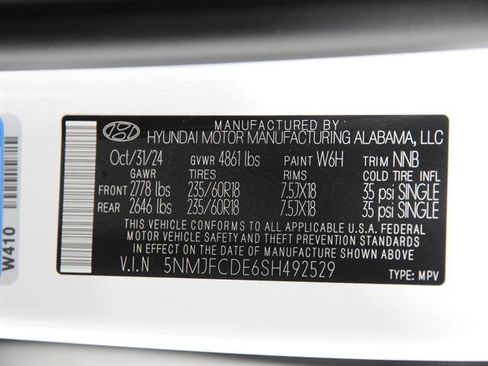 MANUFACTURED BY
HYUNDAI MOTOR MANUFACTURING ALABAMA, LLC
Oct/31/24 GVWR 4861 lbs PAINT W6H TRIM NNB
GAWR TIRES RIMS COLD TIRE INFL
FRONT 2778 lbs 235/60R18 7.5JX18 35 psi SINGLE
REAR 2646 lbs 235/60R18 7.5JX18 35 psi SINGLE
THIS VEHICLE CONFORMS TO ALL APPLICABLE U.S.A. FEDERAL
MOTOR VEHICLE SAFETY AND THEFT PREVENTION STANDARDS
IN EFFECT ON THE DATE OF MANUFACTURE SHOWN ABOVE.
V.I.N 5NMJFCDE6SH492529
TYPE: MPV
W410